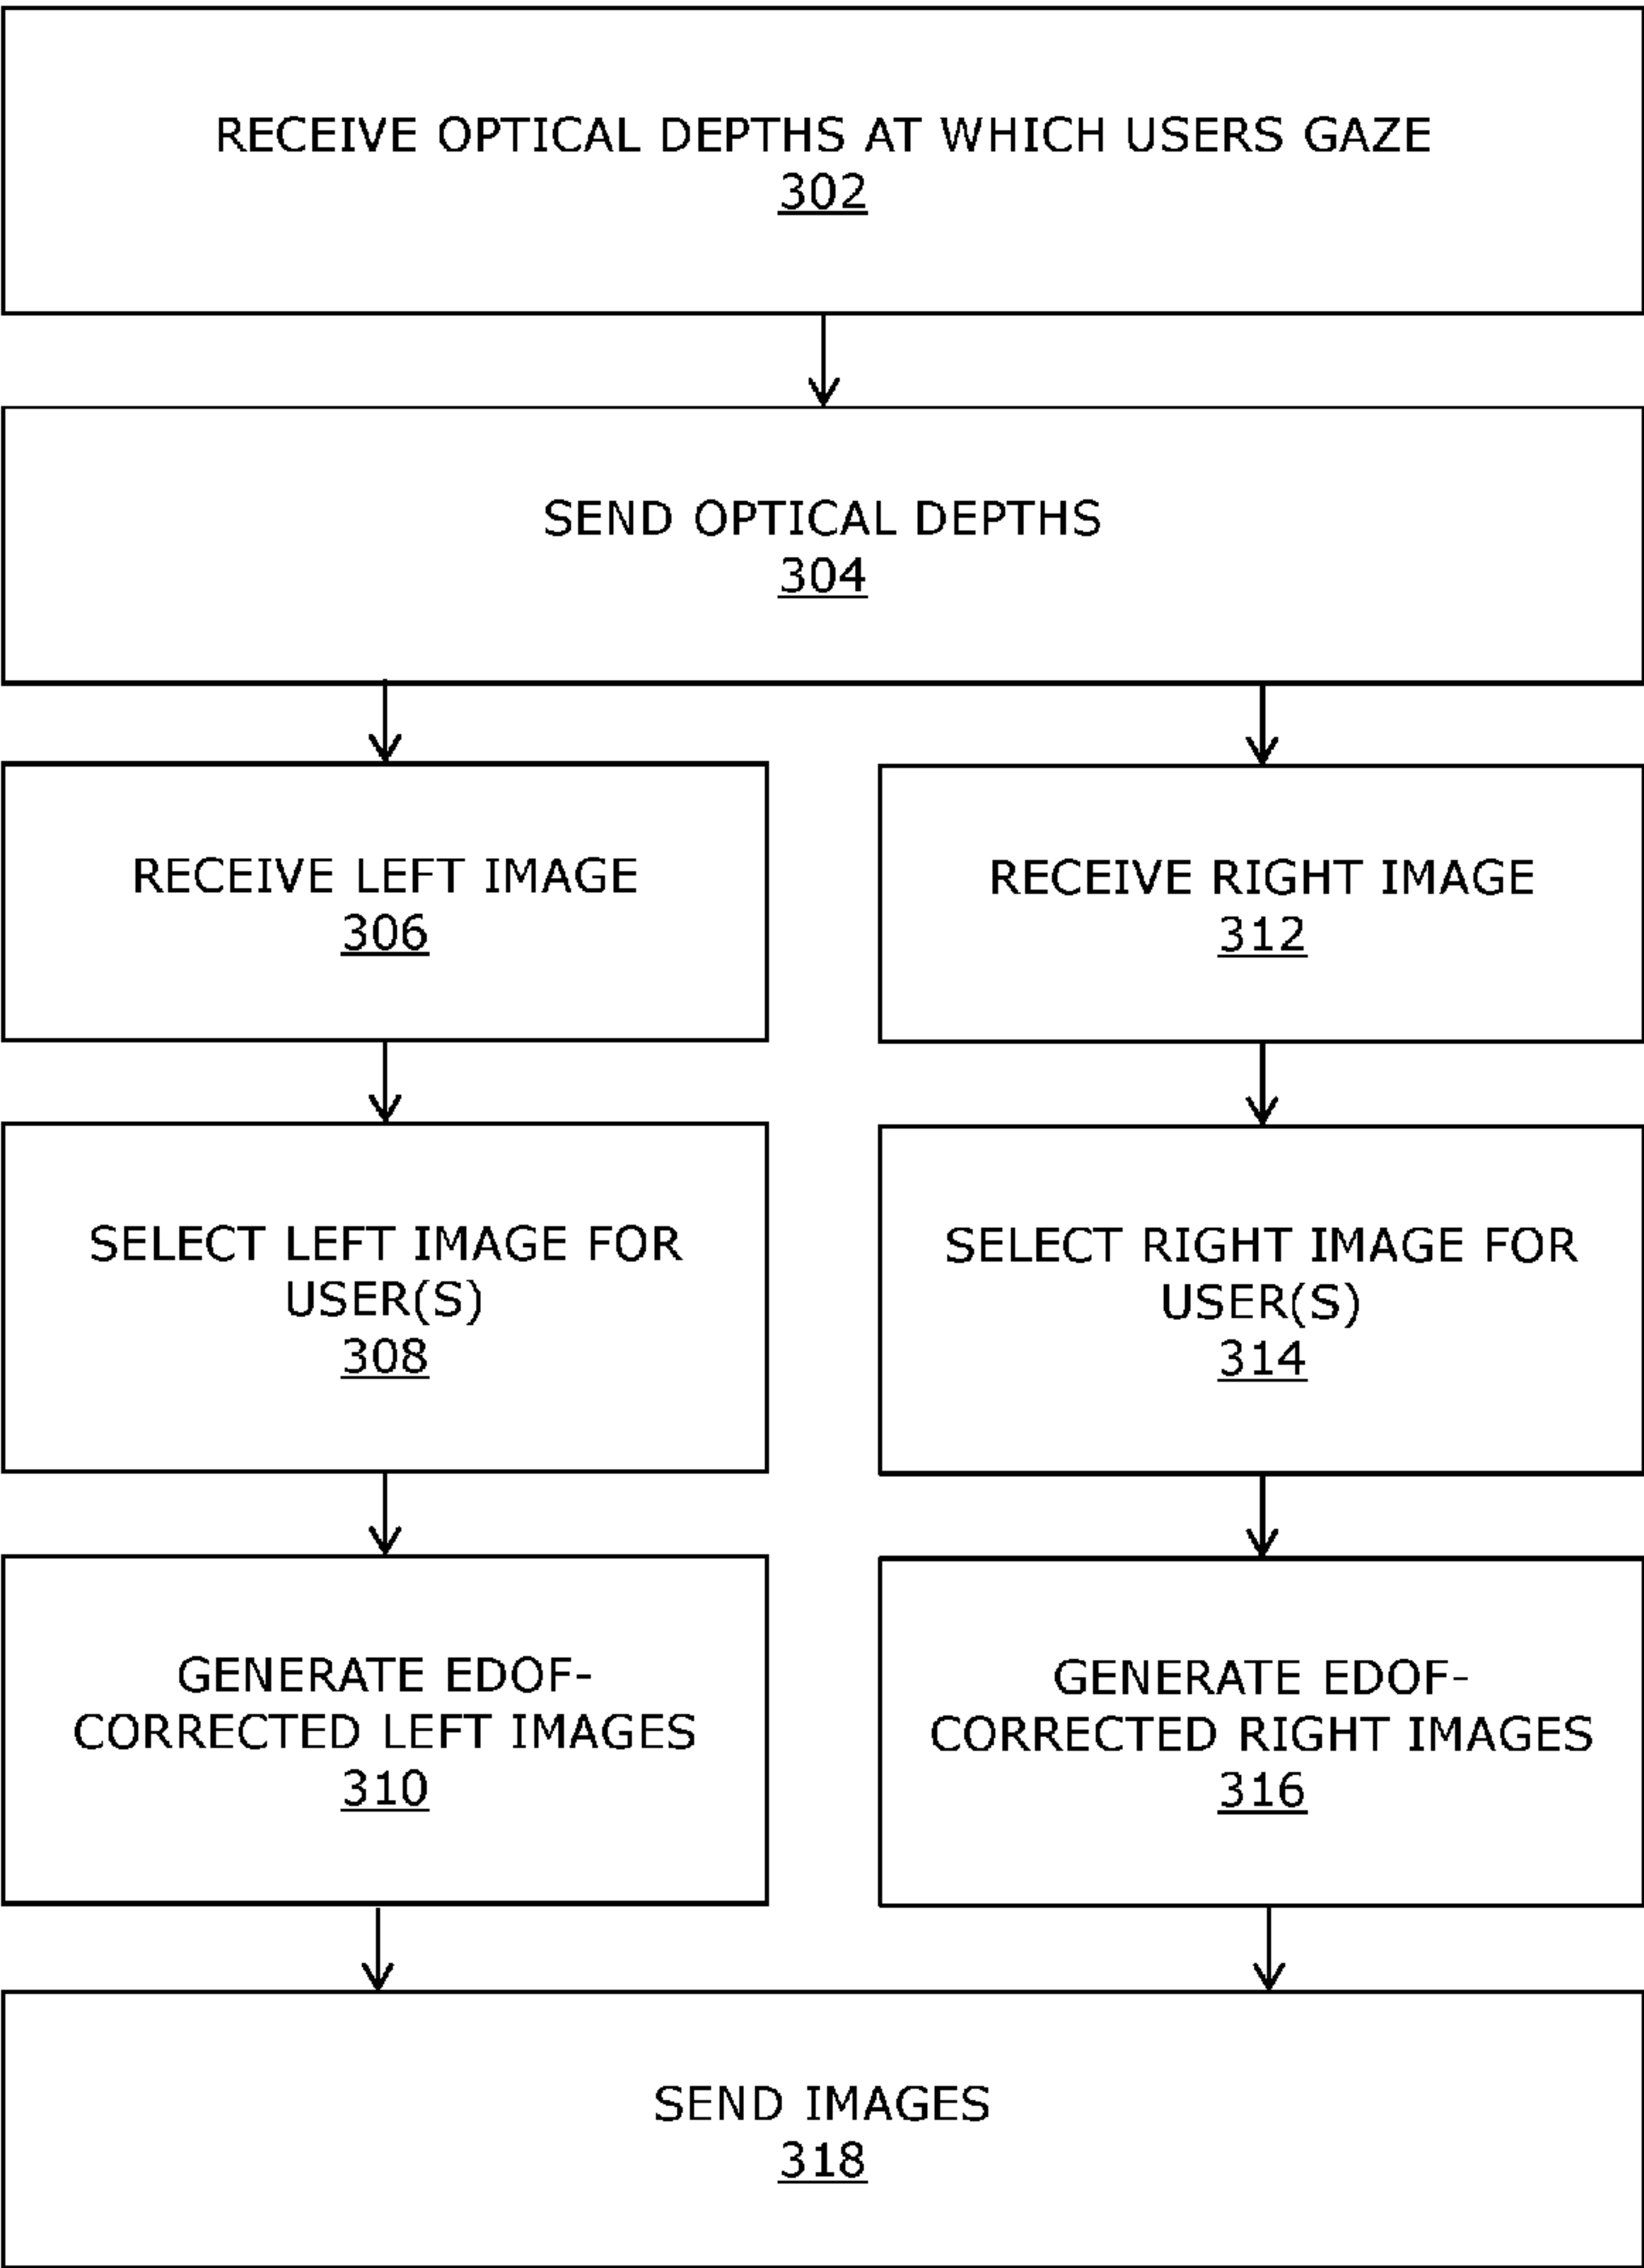 RECEIVE OPTICAL DEPTHS AT WHICH USERS GAZE
302
SEND OPTICAL DEPTHS
304
RECEIVE LEFT IMAGE
306
RECEIVE RIGHT IMAGE
312
SELECT LEFT IMAGE FOR
USER(S)
308
SELECT RIGHT IMAGE FOR
USER(S)
314
GENERATE EDOF-
CORRECTED LEFT IMAGES
310
GENERATE EDOF-
CORRECTED RIGHT IMAGES
316
SEND IMAGES
318